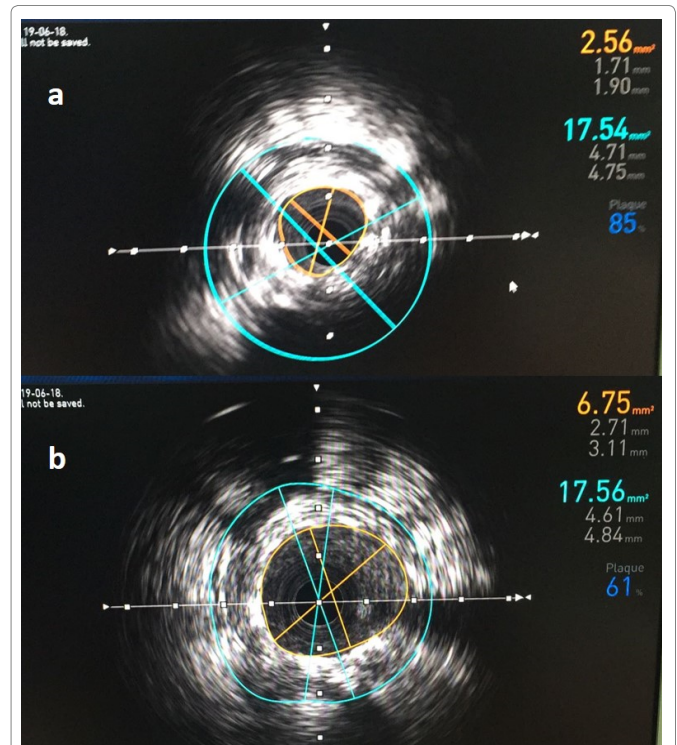 19-06-18.
ll not be saved.
a
2.56mm²
1.71mm
1.90mm
17.54mm²
4.71mm
4.75mm
Plaque
85%
19-06-18.
l not be saved.
b
6.75mm²
2.71mm
3.11mm
17.56mm²
4.61mm
4.84mm
Plaque
61%